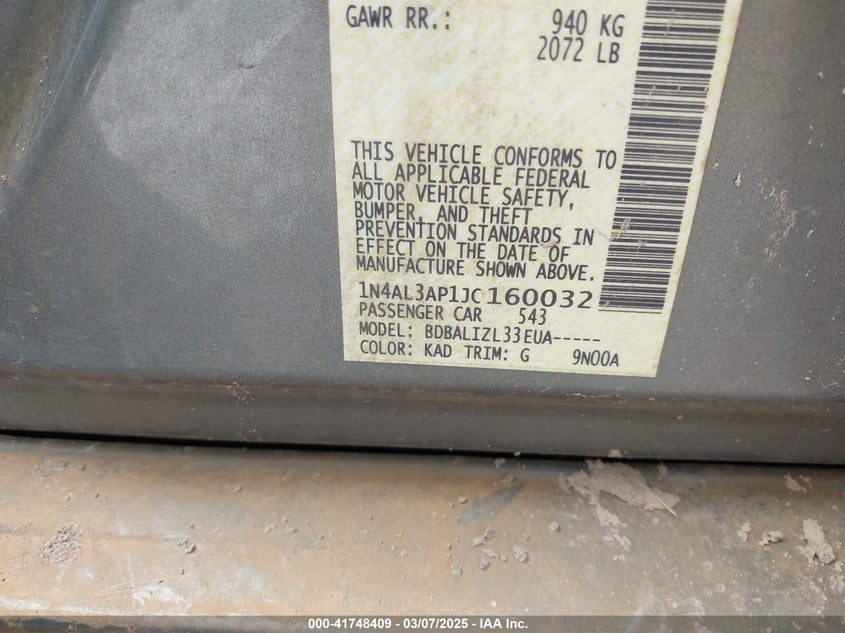 GAWR RR.: 940 KG
2072 LB
THIS VEHICLE CONFORMS TO
ALL APPLICABLE FEDERAL
MOTOR VEHICLE SAFETY,
BUMPER, AND THEFT
PREVENTION STANDARDS IN
EFFECT ON THE DATE OF
MANUFACTURE SHOWN ABOVE.
1N4AL3AP1JC160032
PASSENGER CAR 543
MODEL: BDBALIZL33EUA-----
COLOR: KAD TRIM: G 9N00A
000-41748409 - 03/07/2025 - IAA Inc.